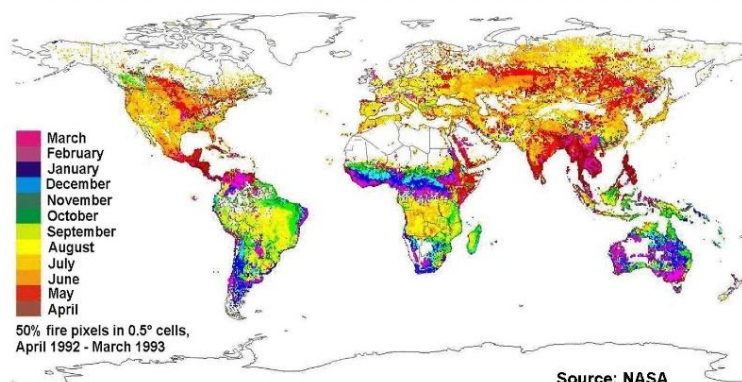 March
February
January
December
November
October
September
August
July
June
May
April
50% fire pixels in 0.5° cells,
April 1992 - March 1993
Source: NASA